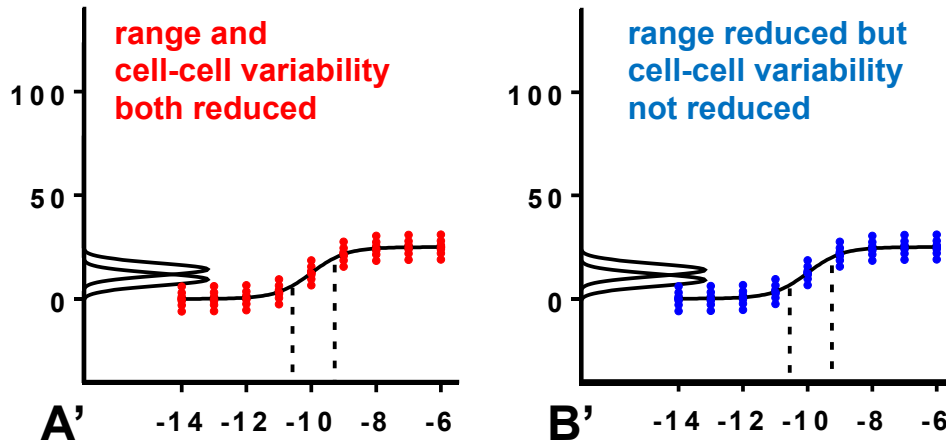 range and
cell-cell variability
both reduced
100
50
0
-14 -12 -10 -8 -6
A’
range reduced but
cell-cell variability
not reduced
100
50
0
-14 -12 -10 -8 -6
B’